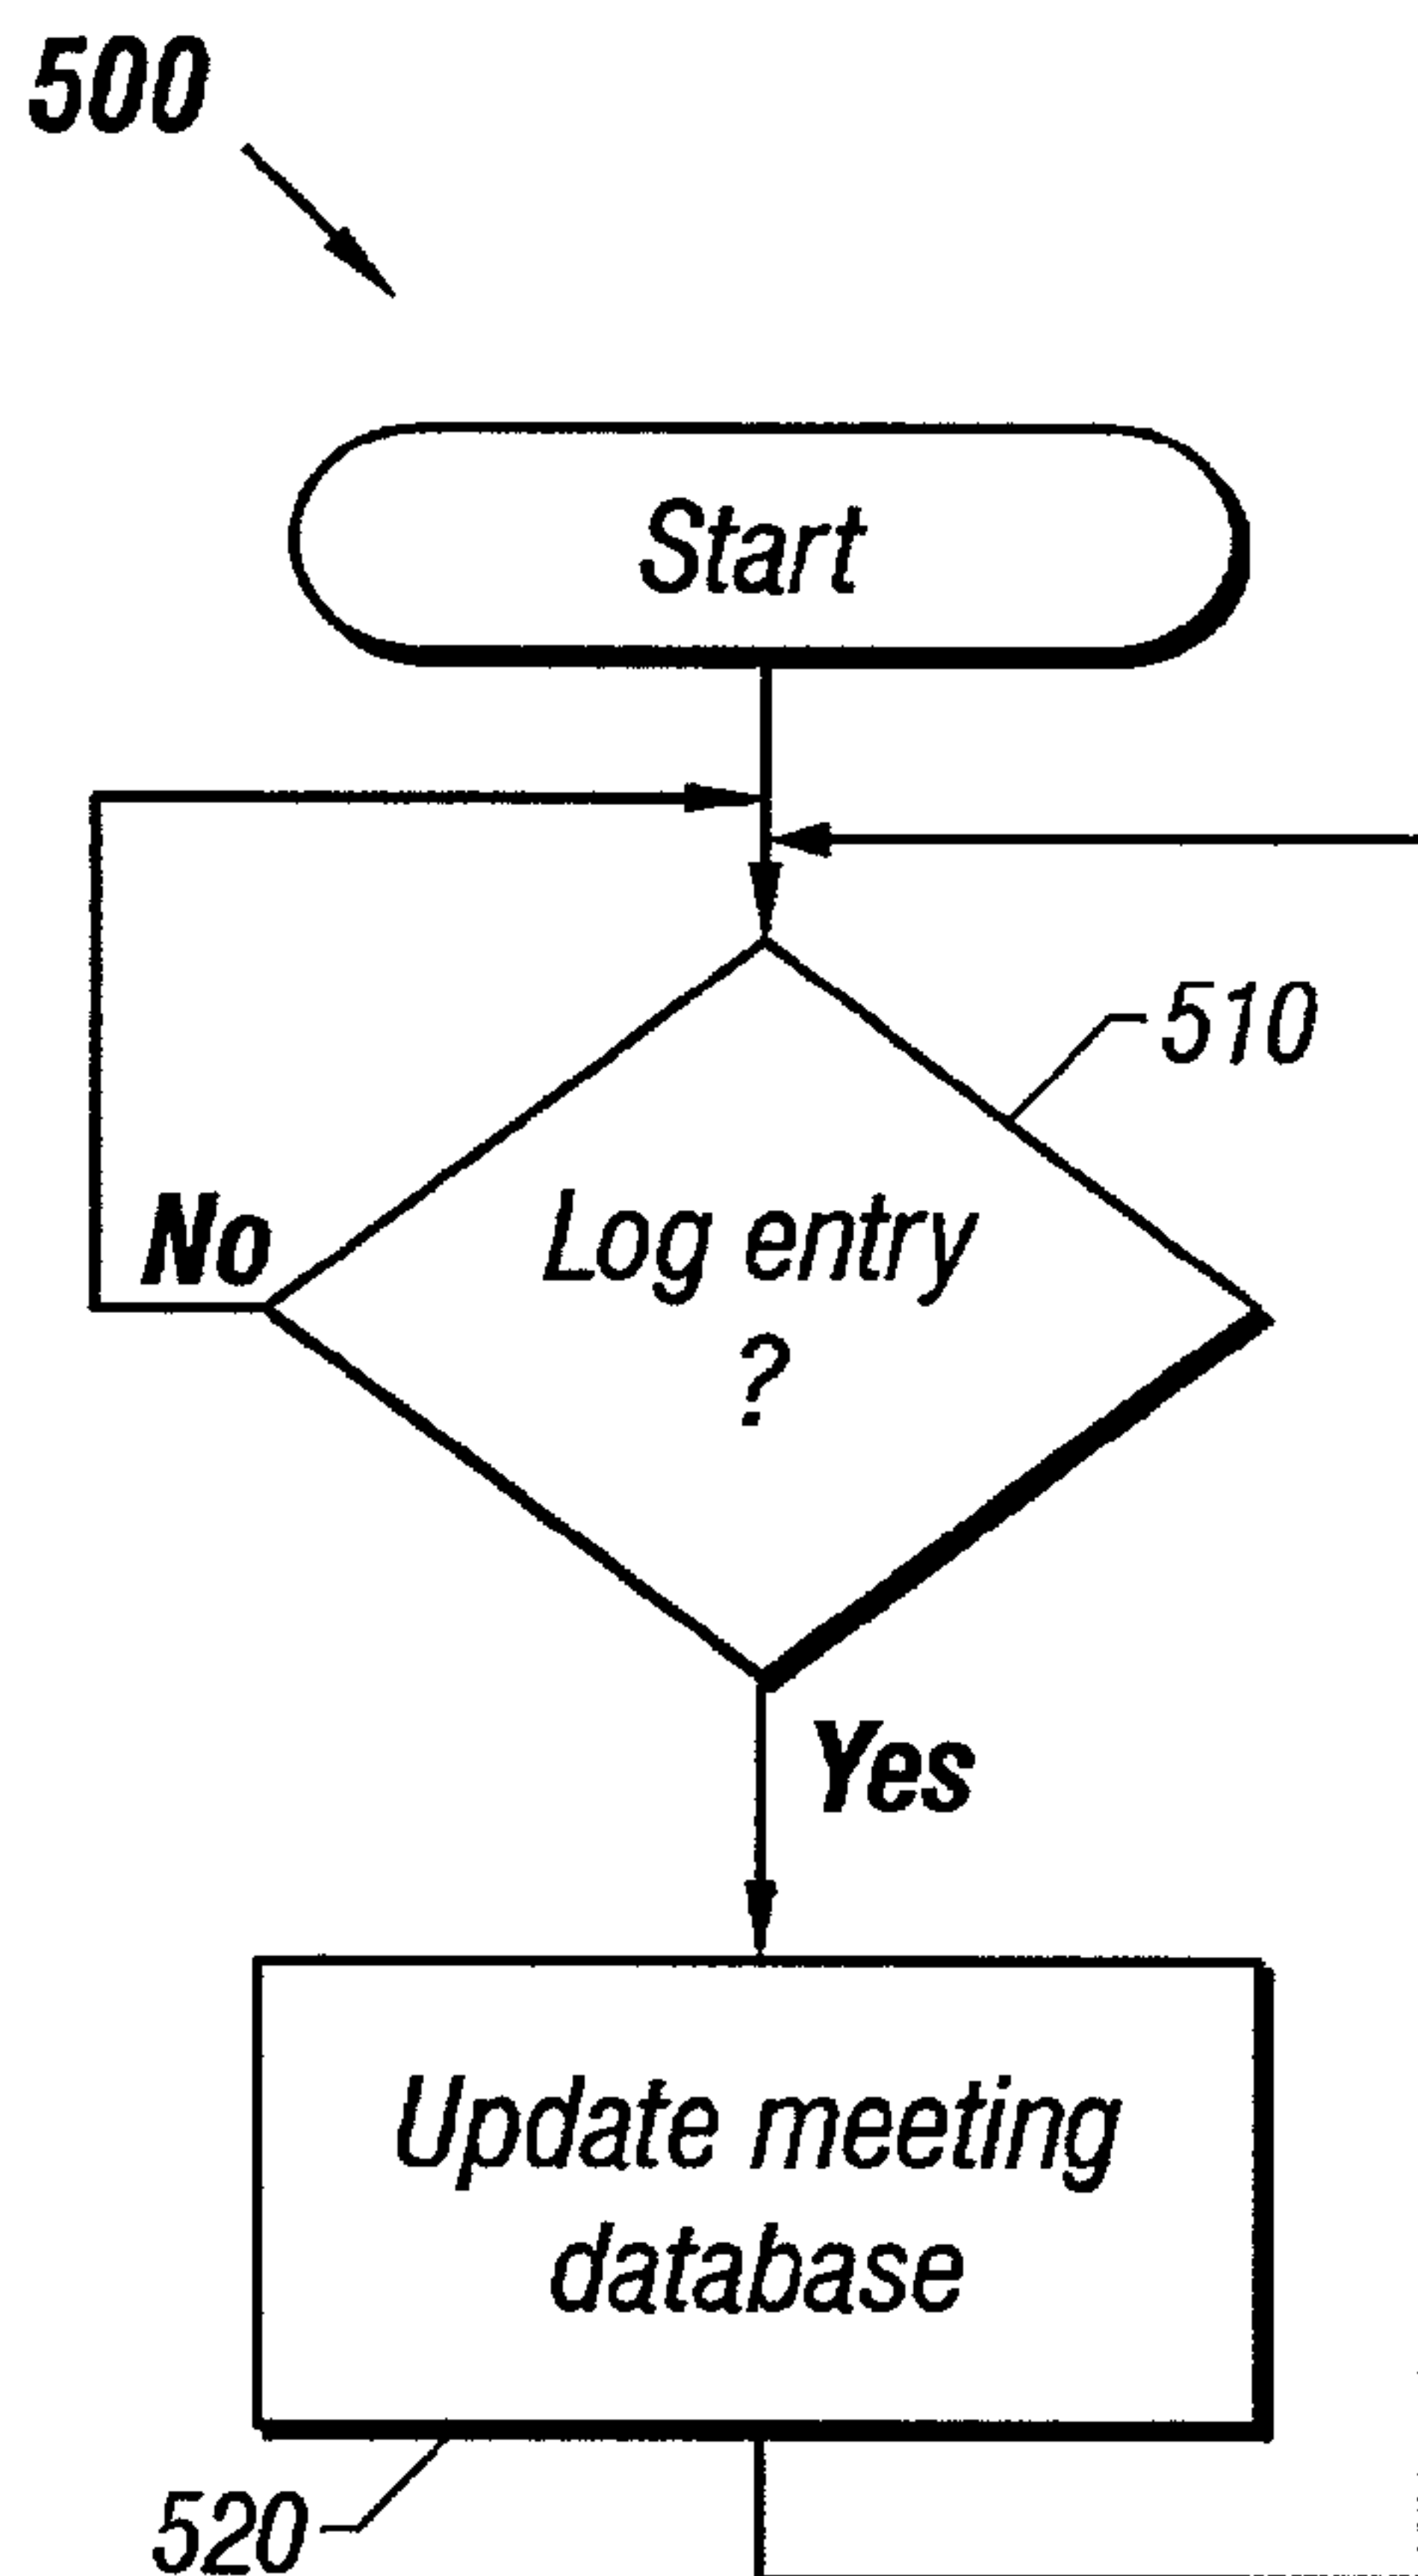 500
Start
510
No
Log entry
?
Yes
Update meeting
database
520